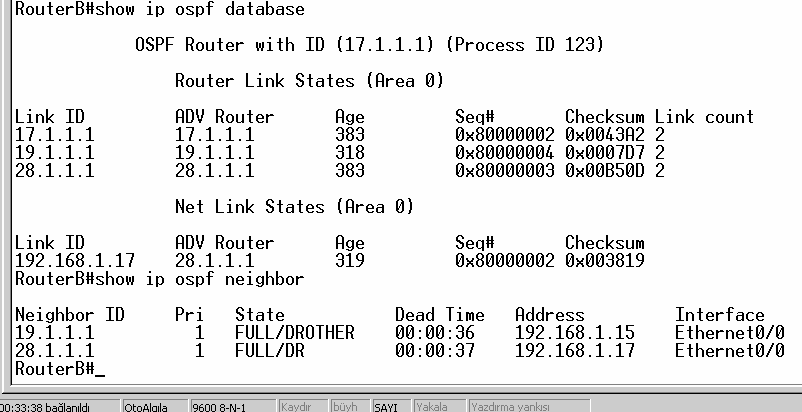 RouterB#show ip ospf database
OSPF Router with ID (17.1.1.1) (Process ID 123)
Router Link States (Area 0)
Link ID ADV Router Age Seq# Checksum Link count
17.1.1.1 17.1.1.1 383 0x80000002 0x0043A2 2
19.1.1.1 19.1.1.1 318 0x80000004 0x0007D7 2
28.1.1.1 28.1.1.1 383 0x80000003 0x00B50D 2
Net Link States (Area 0)
Link ID ADV Router Age Seq# Checksum
192.168.1.17 28.1.1.1 319 0x80000002 0x003819
RouterB#show ip ospf neighbor
Neighbor ID Pri State Dead Time Address Interface
19.1.1.1 1 FULL/DROTHER 00:00:36 192.168.1.15 Ethernet0/0
28.1.1.1 1 FULL/DR 00:00:37 192.168.1.17 Ethernet0/0
RouterB#_
00:33:38 bağlanıldı OtoAlgıla 9600 8-N-1 Kaydır büyh SAYI Yakala Yazdırma yankısı